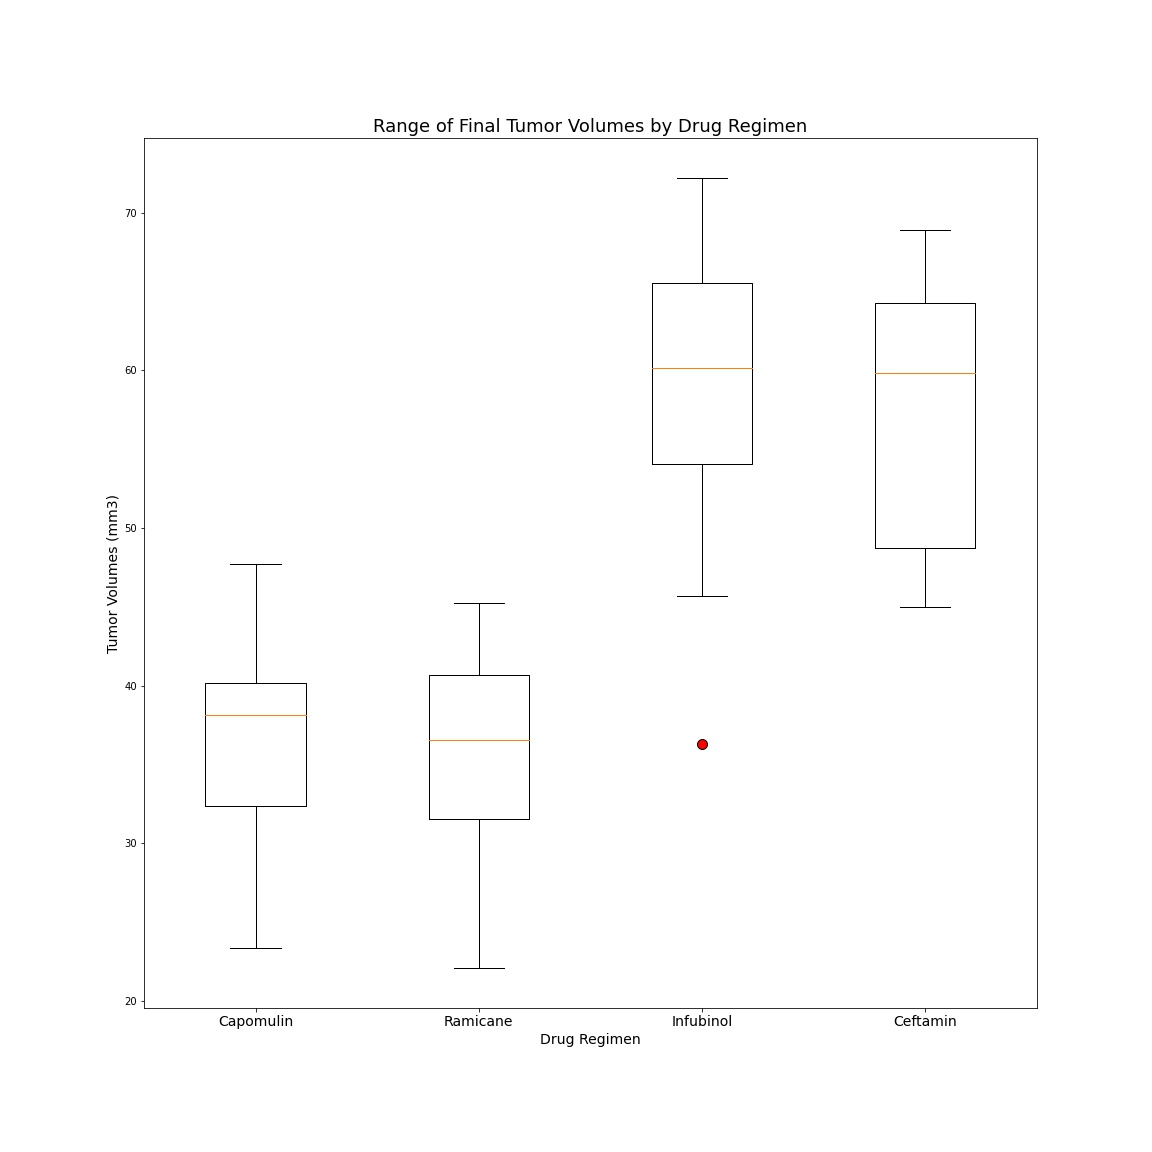 Range of Final Tumor Volumes by Drug Regimen
70
60
50
40
30
20
Tumor Volumes (mm3)
Capomulin
Ramicane
Infubinol
Ceftamin
Drug Regimen